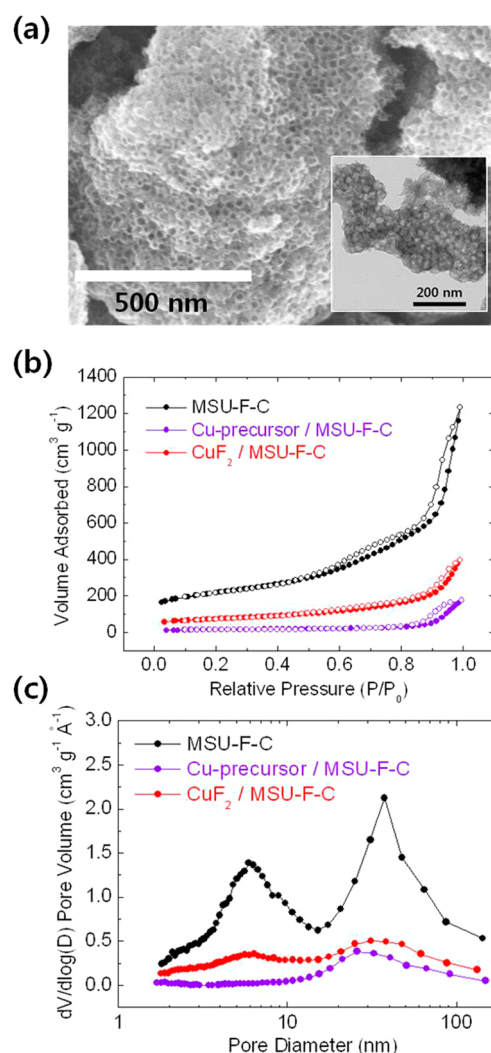 (a)
500 nm
200 nm
(b)
1400
1200
1000
800
600
400
200
0
Volume Adsorbed (cm³ g⁻¹)
MSU-F-C
Cu-precursor / MSU-F-C
CuF₂ / MSU-F-C
0.0 0.2 0.4 0.6 0.8 1.0
Relative Pressure (P/P₀)
(c)
3.0
2.5
2.0
1.5
1.0
0.5
0.0
dV/dlog(D) Pore Volume (cm³ g⁻¹ Å⁻¹)
MSU-F-C
Cu-precursor / MSU-F-C
CuF₂ / MSU-F-C
1 10 100
Pore Diameter (nm)